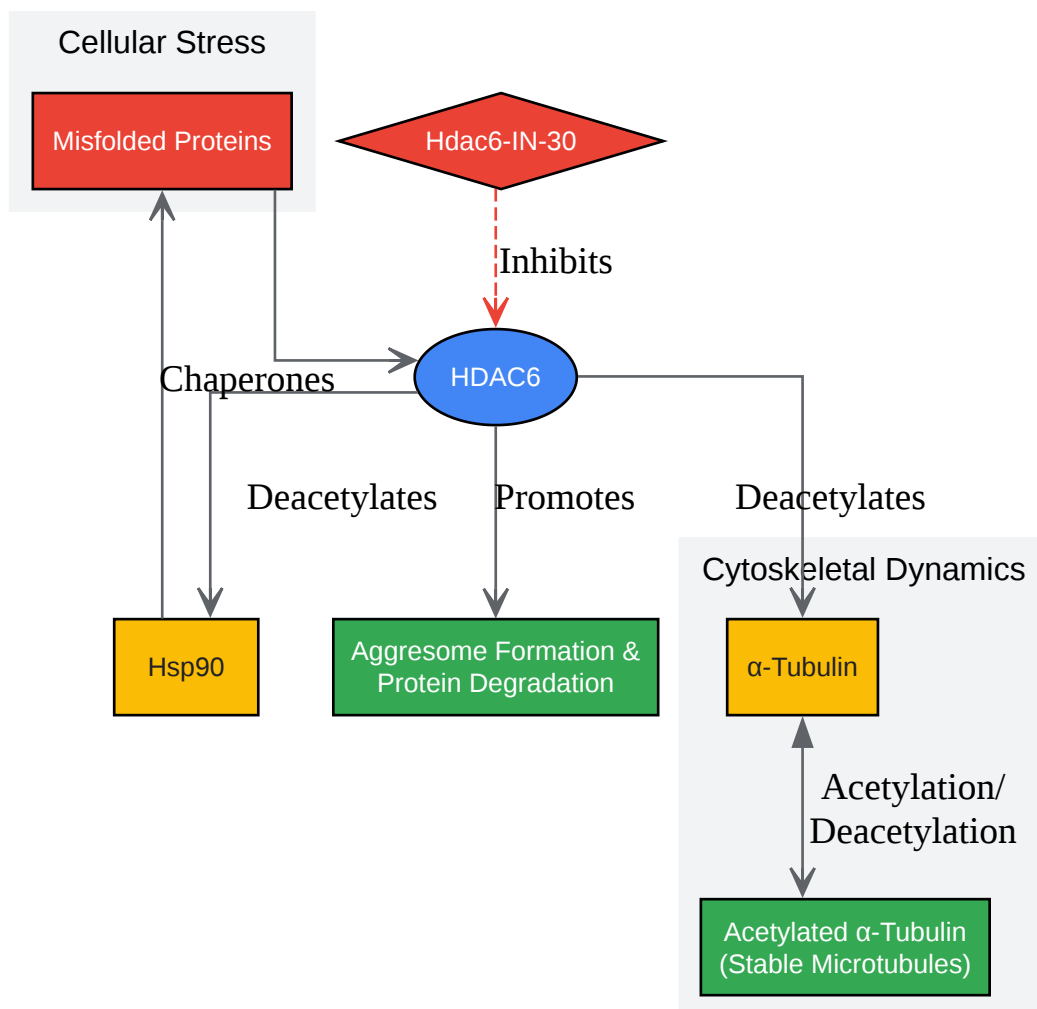 Cellular Stress
Misfolded Proteins
Hdac6-IN-30
Inhibits
Chaperones
HDAC6
Deacetylates
Promotes
Deacetylates
Cytoskeletal Dynamics
Hsp90
Aggresome Formation &
Protein Degradation
α-Tubulin
Acetylation/
Deacetylation
Acetylated α-Tubulin
(Stable Microtubules)